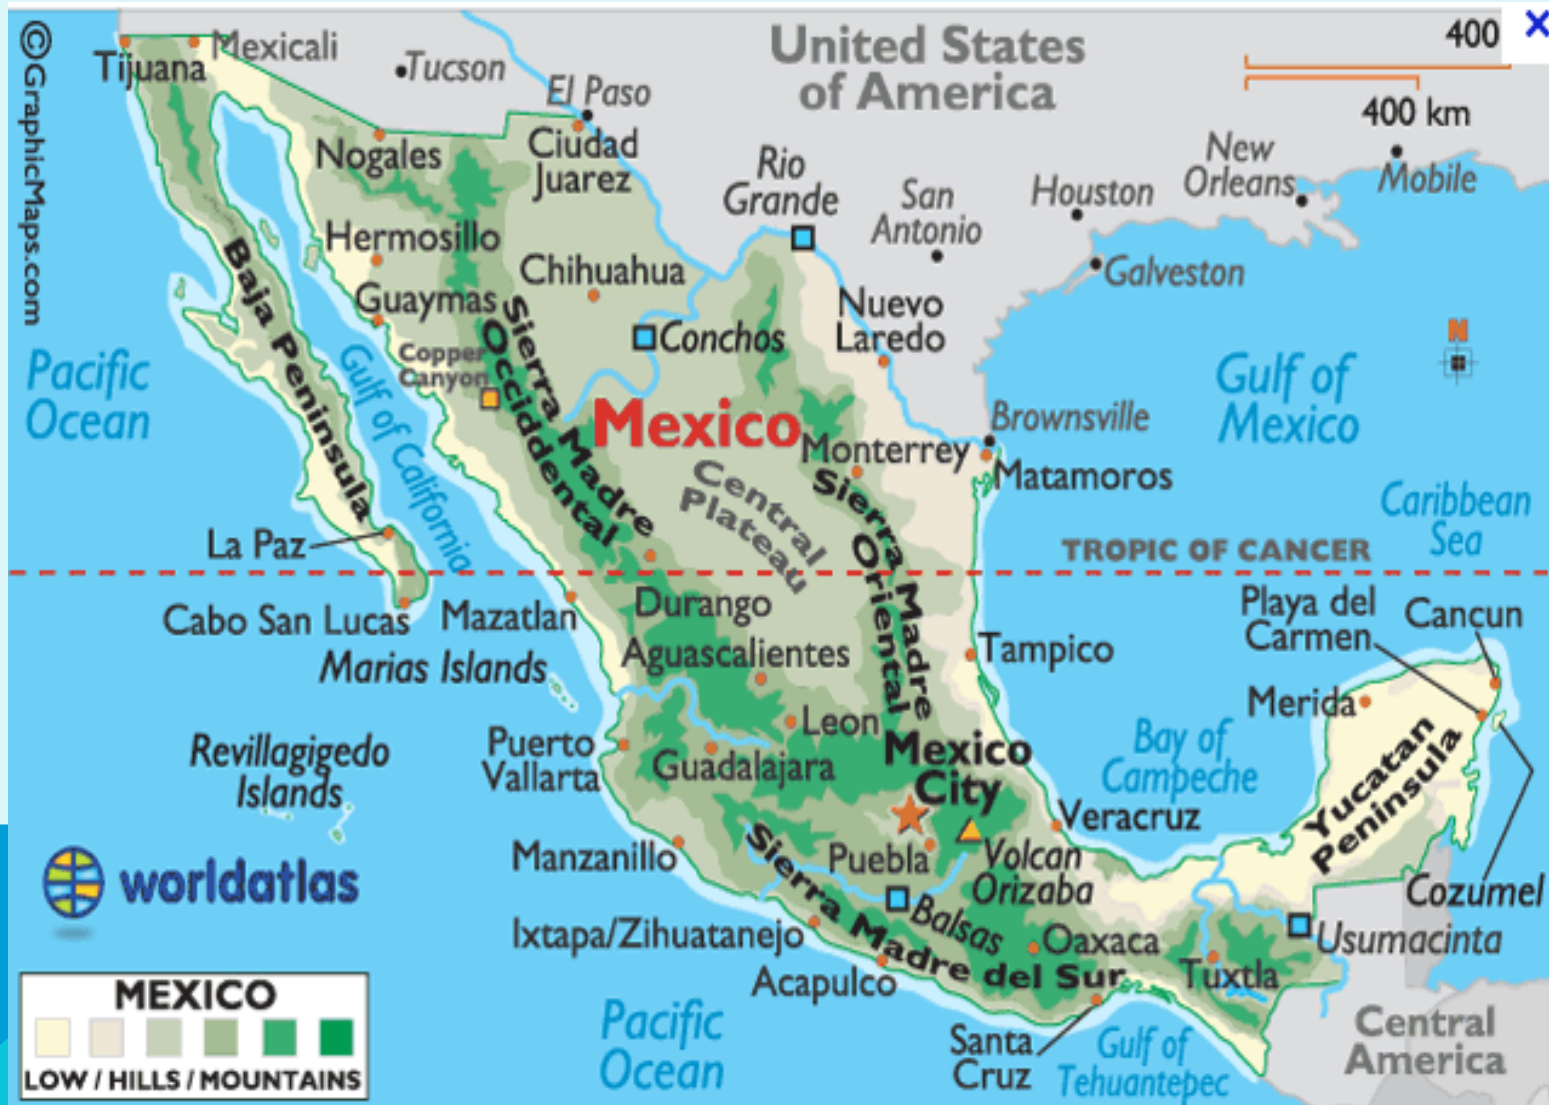 ©GraphicMaps.com
Tijuana
Mexicali
Tucson
El Paso
United States
of America
400
400 km
Nogales
Ciudad
Juarez
Rio
Grande
San
Antonio
Houston
New
Orleans
Mobile
Galveston
Hermosillo
Chihuahua
Guaymas
Nuevo
Laredo
Conchos
Copper
Canyon
Baja Peninsula
Gulf of California
Sierra Madre
Occidental
Pacific
Ocean
Gulf of
Mexico
N
Mexico
Brownsville
Monterrey
Matamoros
Central
Plateau
Sierra Madre
Oriental
Caribbean
Sea
La Paz
TROPIC OF CANCER
Cabo San Lucas
Mazatlan
Durango
Playa del
Carmen
Cancun
Marias Islands
Aguascalientes
Tampico
Merida
Leon
Revillagigedo
Islands
Puerto
Vallarta
Guadalajara
Mexico
City
Bay of
Campeche
Yucatan
Peninsula
Veracruz
Manzanillo
Puebla
Volcan
Orizaba
Cozumel
worldatlas
Sierra Madre del Sur
Balsas
Ixtapa/Zihuatanejo
Oaxaca
Usumacinta
Acapulco
Tuxtla
MEXICO
LOW / HILLS / MOUNTAINS
Pacific
Ocean
Santa
Cruz
Gulf of
Tehuantepec
Central
America